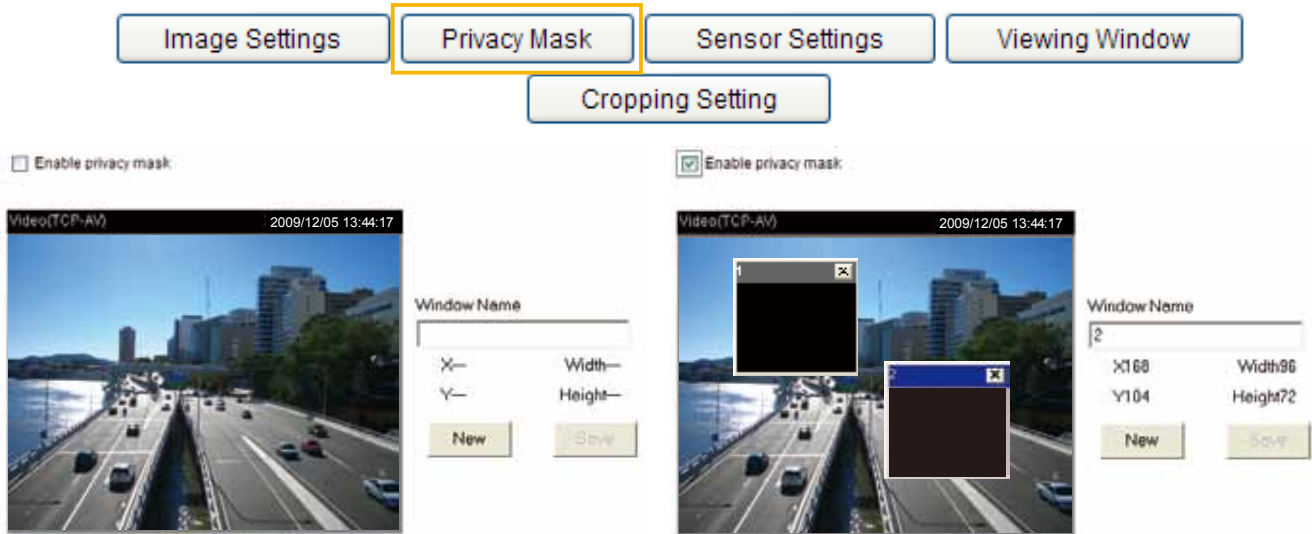 Image Settings
Privacy Mask
Sensor Settings
Viewing Window
Cropping Setting
Enable privacy mask
Video(TCP-AV) 2009/12/05 13:44:17
Window Name
X— Width—
Y— Height—
New Save
Enable privacy mask
Video(TCP-AV) 2009/12/05 13:44:17
1
2
Window Name
2
X168 Width96
Y104 Height72
New Save